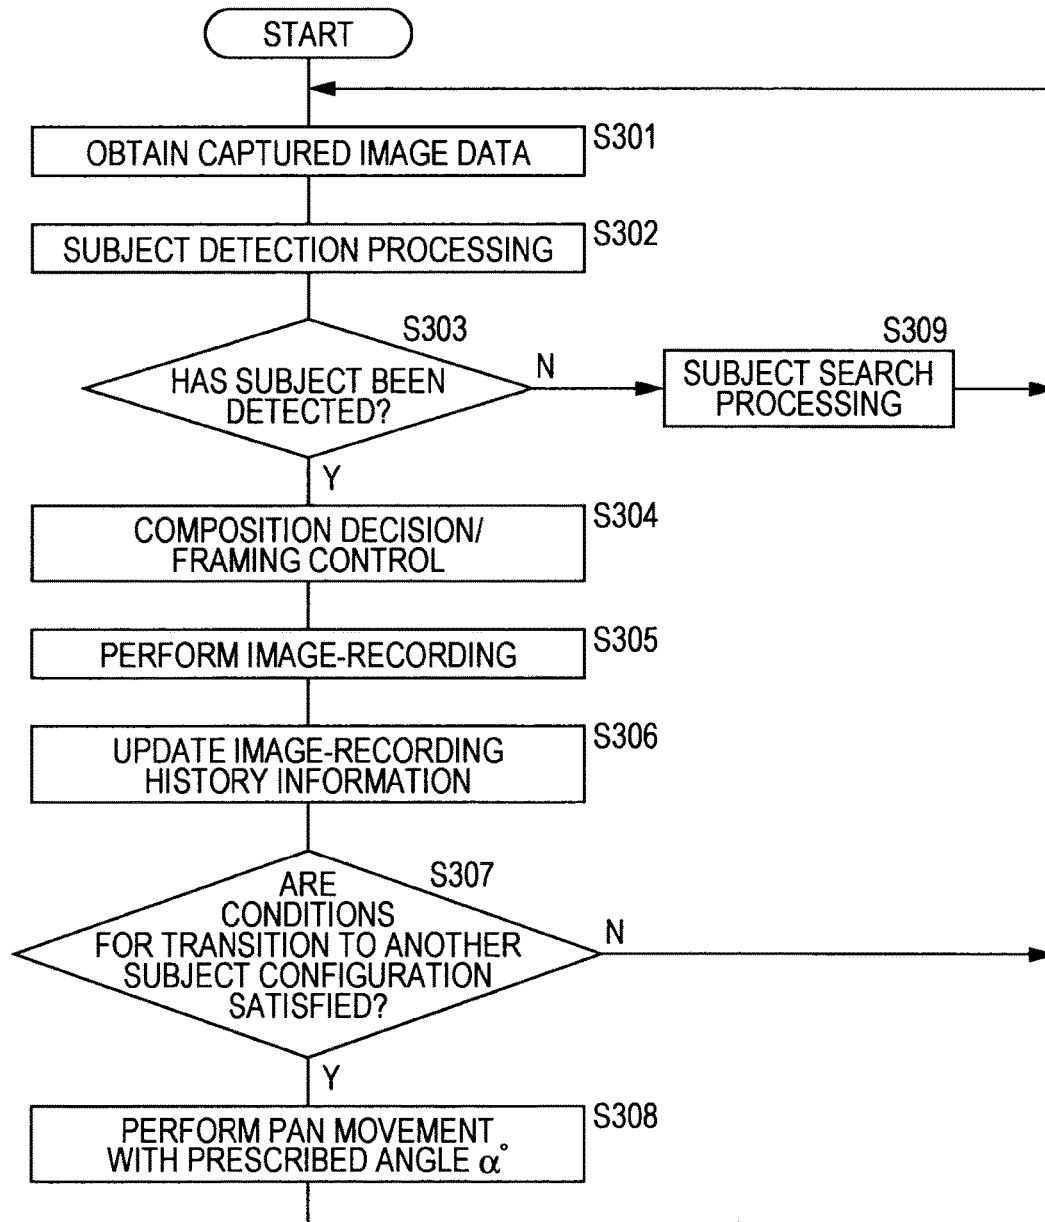 START
OBTAIN CAPTURED IMAGE DATA
S301
SUBJECT DETECTION PROCESSING
S302
S303
HAS SUBJECT BEEN
DETECTED?
N
S309
SUBJECT SEARCH
PROCESSING
Y
COMPOSITION DECISION/
FRAMING CONTROL
S304
PERFORM IMAGE-RECORDING
S305
UPDATE IMAGE-RECORDING
HISTORY INFORMATION
S306
S307
ARE
CONDITIONS
FOR TRANSITION TO ANOTHER
SUBJECT CONFIGURATION
SATISFIED?
N
Y
PERFORM PAN MOVEMENT
WITH PRESCRIBED ANGLE α°
S308